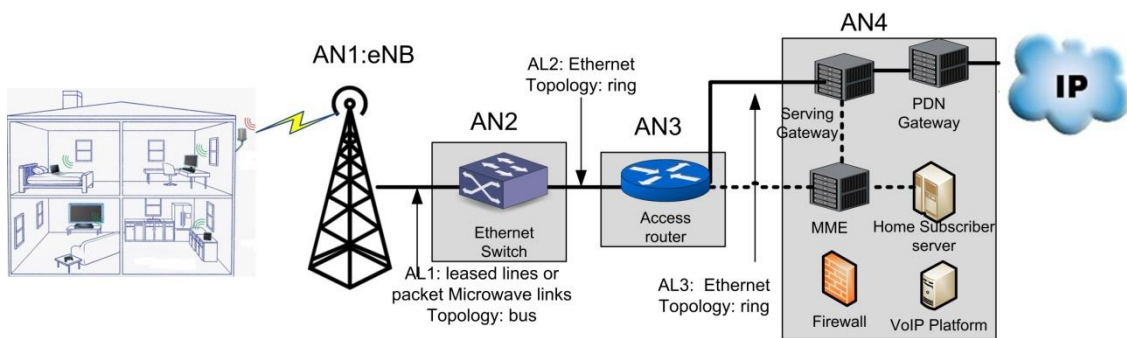 AN1:eNB
AL2: Ethernet
Topology: ring
AN2
AN3
AN4
Serving
Gateway
PDN
Gateway
IP
Ethernet
Switch
Access
router
MME
Home Subscriber
server
AL1: leased lines or
packet Microwave links
Topology: bus
AL3: Ethernet
Topology: ring
Firewall
VoIP Platform